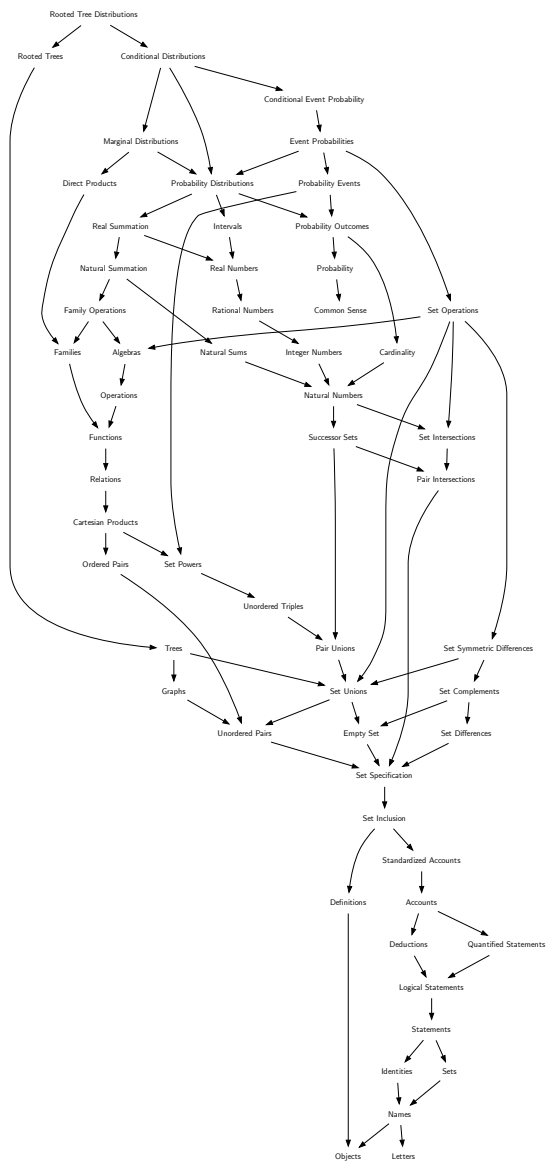 Rooted Tree Distributions
Rooted Trees
Conditional Distributions
Conditional Event Probability
Marginal Distributions
Event Probabilities
Direct Products
Probability Distributions
Probability Events
Real Summation
Intervals
Probability Outcomes
Natural Summation
Real Numbers
Probability
Family Operations
Rational Numbers
Common Sense
Set Operations
Families
Algebras
Natural Sums
Integer Numbers
Cardinality
Operations
Natural Numbers
Functions
Successor Sets
Set Intersections
Relations
Pair Intersections
Cartesian Products
Ordered Pairs
Set Powers
Unordered Triples
Trees
Pair Unions
Set Symmetric Differences
Graphs
Set Unions
Set Complements
Unordered Pairs
Empty Set
Set Differences
Set Specification
Set Inclusion
Standardized Accounts
Definitions
Accounts
Deductions
Quantified Statements
Logical Statements
Statements
Identities
Sets
Names
Objects
Letters